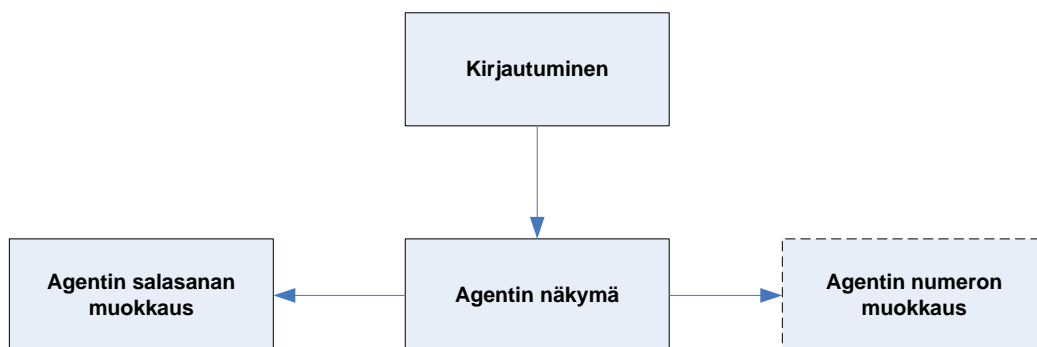 Kirjautuminen
Agentin salasanan
muokkaus
Agentin näkymä
Agentin numeron
muokkaus